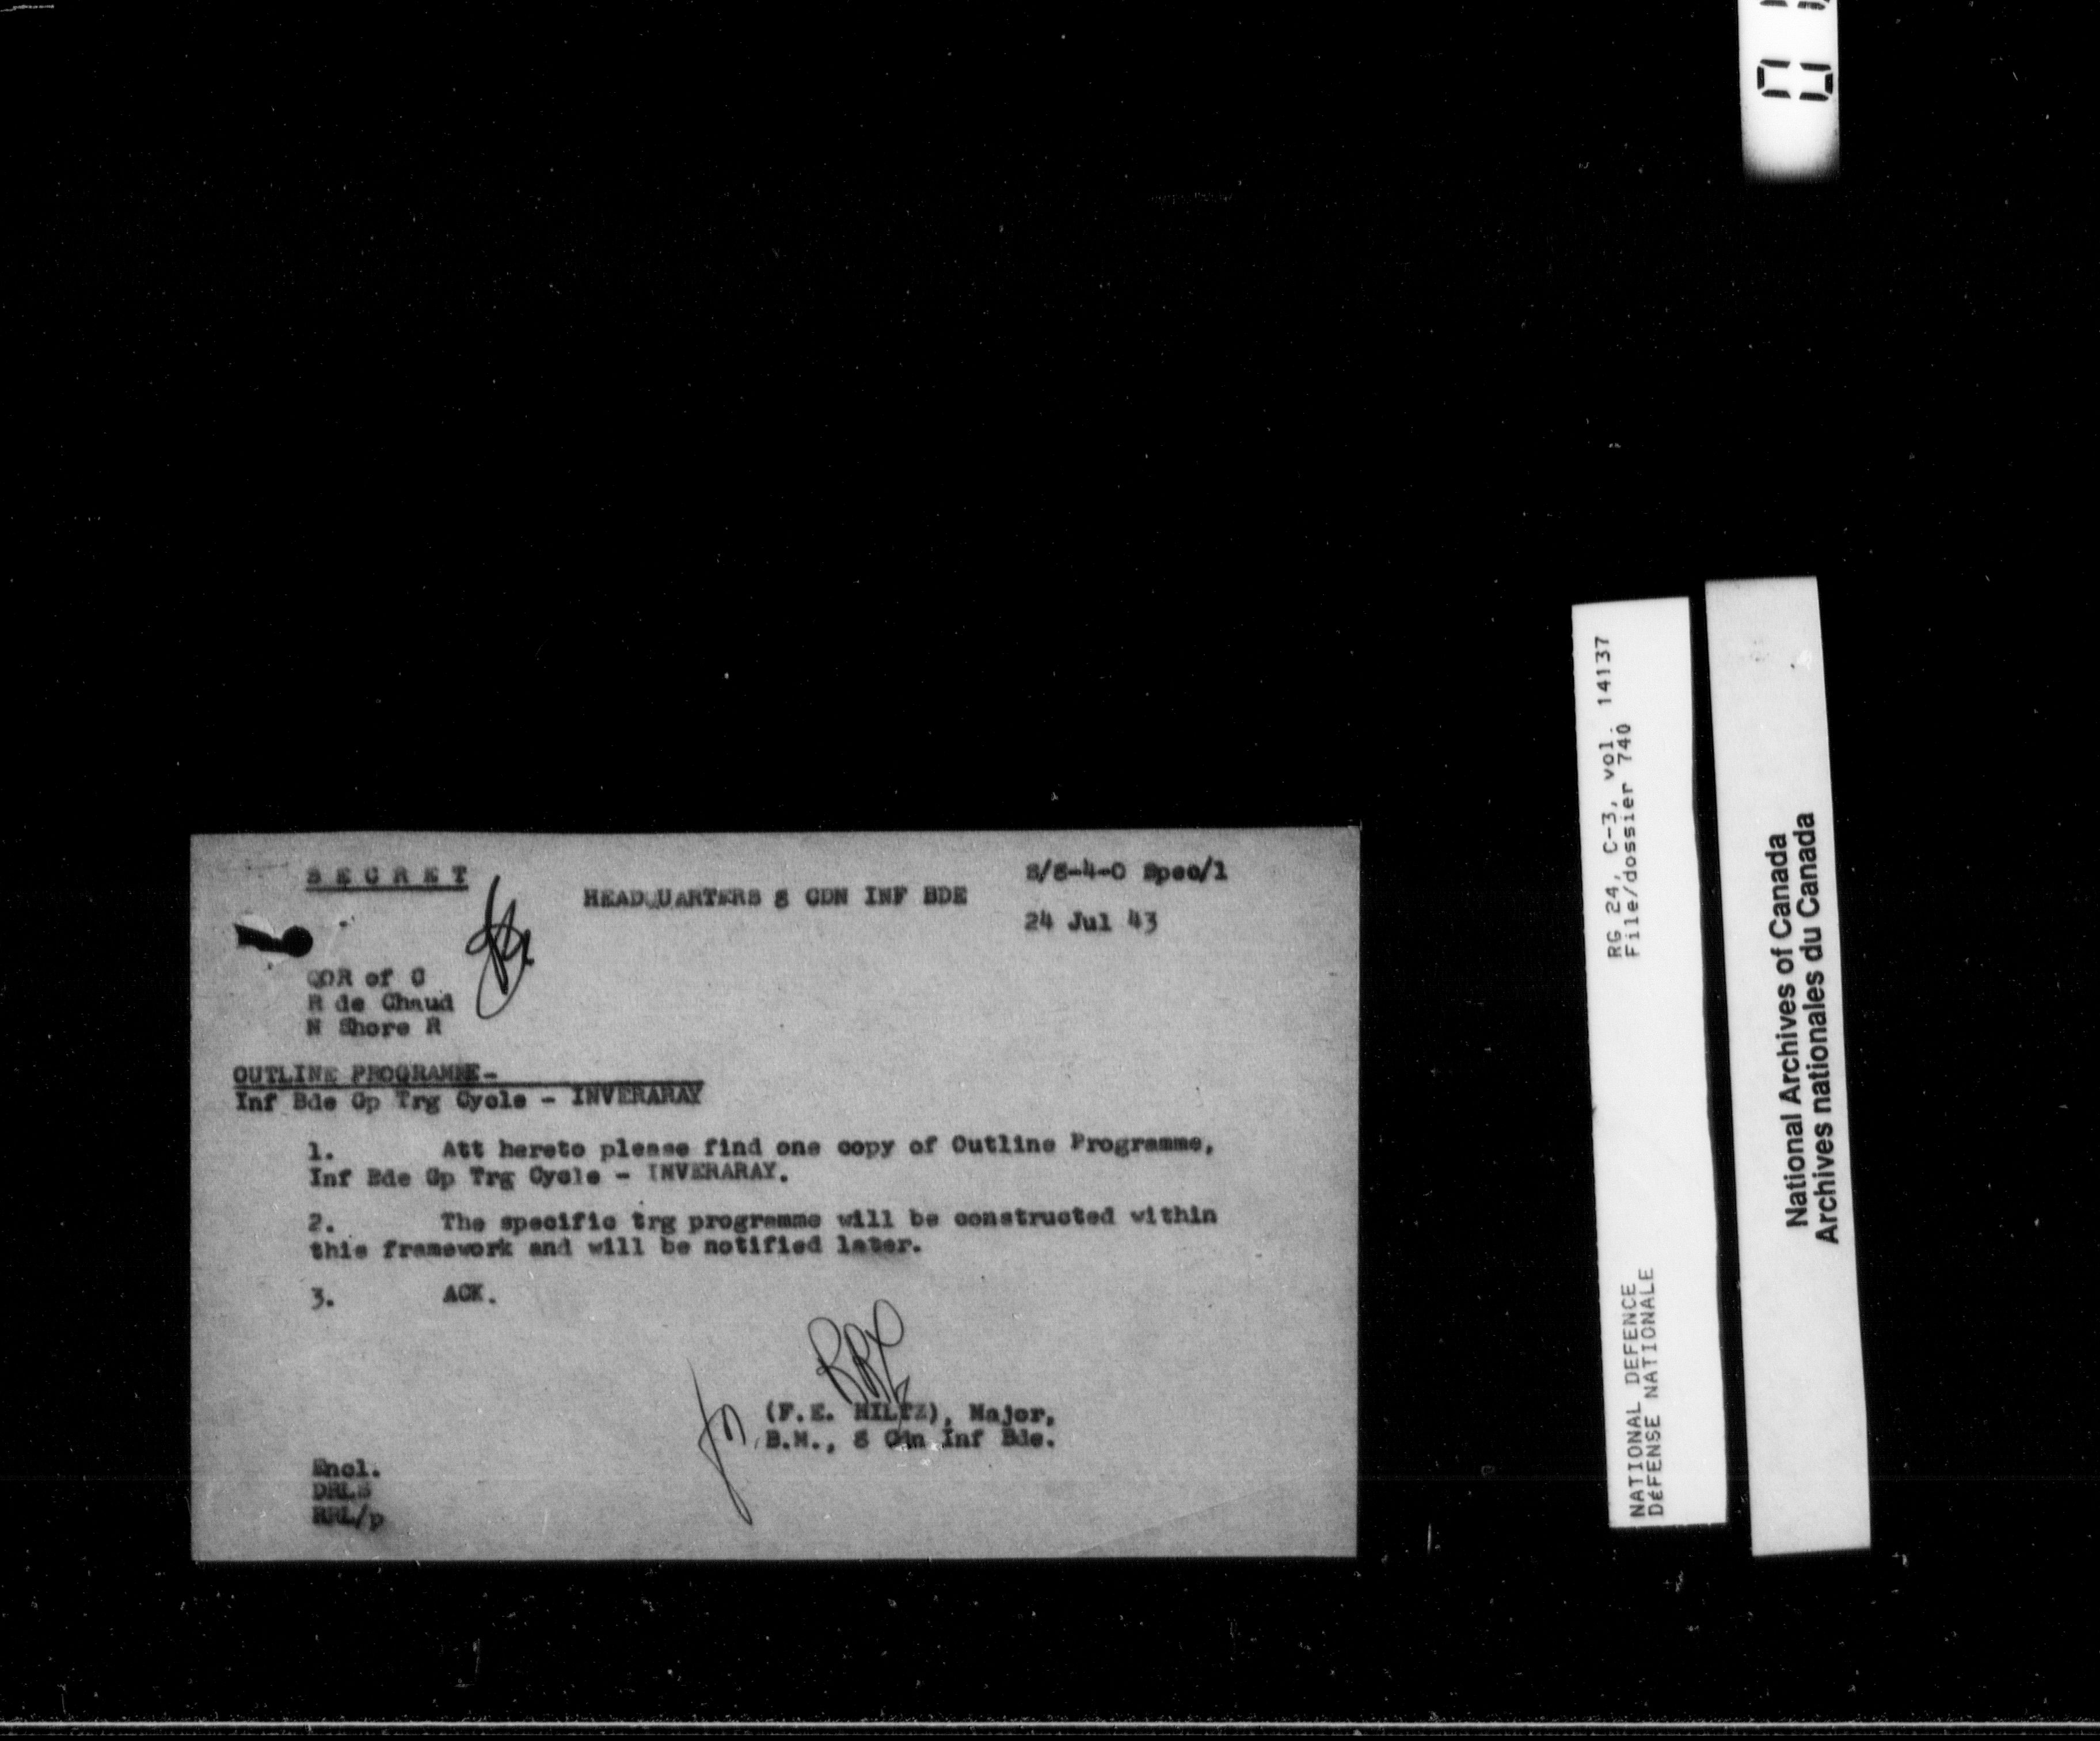 SECRET
8/8-4-0 Spec/1
HEADQUARTERS 8 CDN INF BDE
24 Jul 43
QOR of C
R de Chaud
N Shore R
OUTLINE PROGRAMME-
Inf Bde Gp Trg Cycle - INVERARAY
1. Att hereto please find one copy of Outline Programme,
Inf Bde Gp Trg Cycle - INVERARAY.
2. The specific trg programme will be constructed within
this framework and will be notified later.
3. ACK.
(F.E. HILTZ), Major,
B.M., 8 Cdn Inf Bde.
Encl.
DRLS
RRL/p
RG 24, C-3, vol. 14137
File/dossier 740
NATIONAL DEFENCE
DéFENSE NATIONALE
National Archives of Canada
Archives nationales du Canada